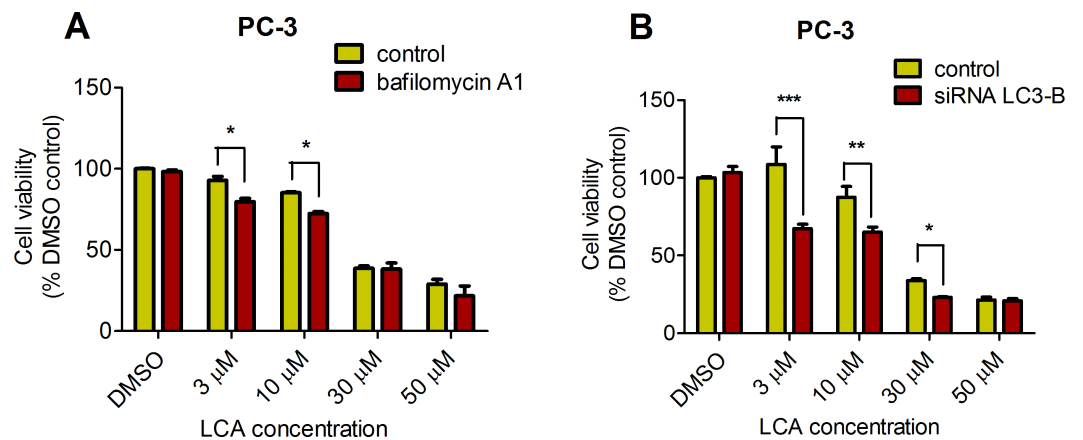 A
PC-3
control
bafilomycin A1
150
100
50
0
Cell viability
(% DMSO control)
*
*
DMSO
3 µM
10 µM
30 µM
50 µM
LCA concentration
B
PC-3
control
siRNA LC3-B
150
100
50
0
Cell viability
(% DMSO control)
***
**
*
DMSO
3 µM
10 µM
30 µM
50 µM
LCA concentration